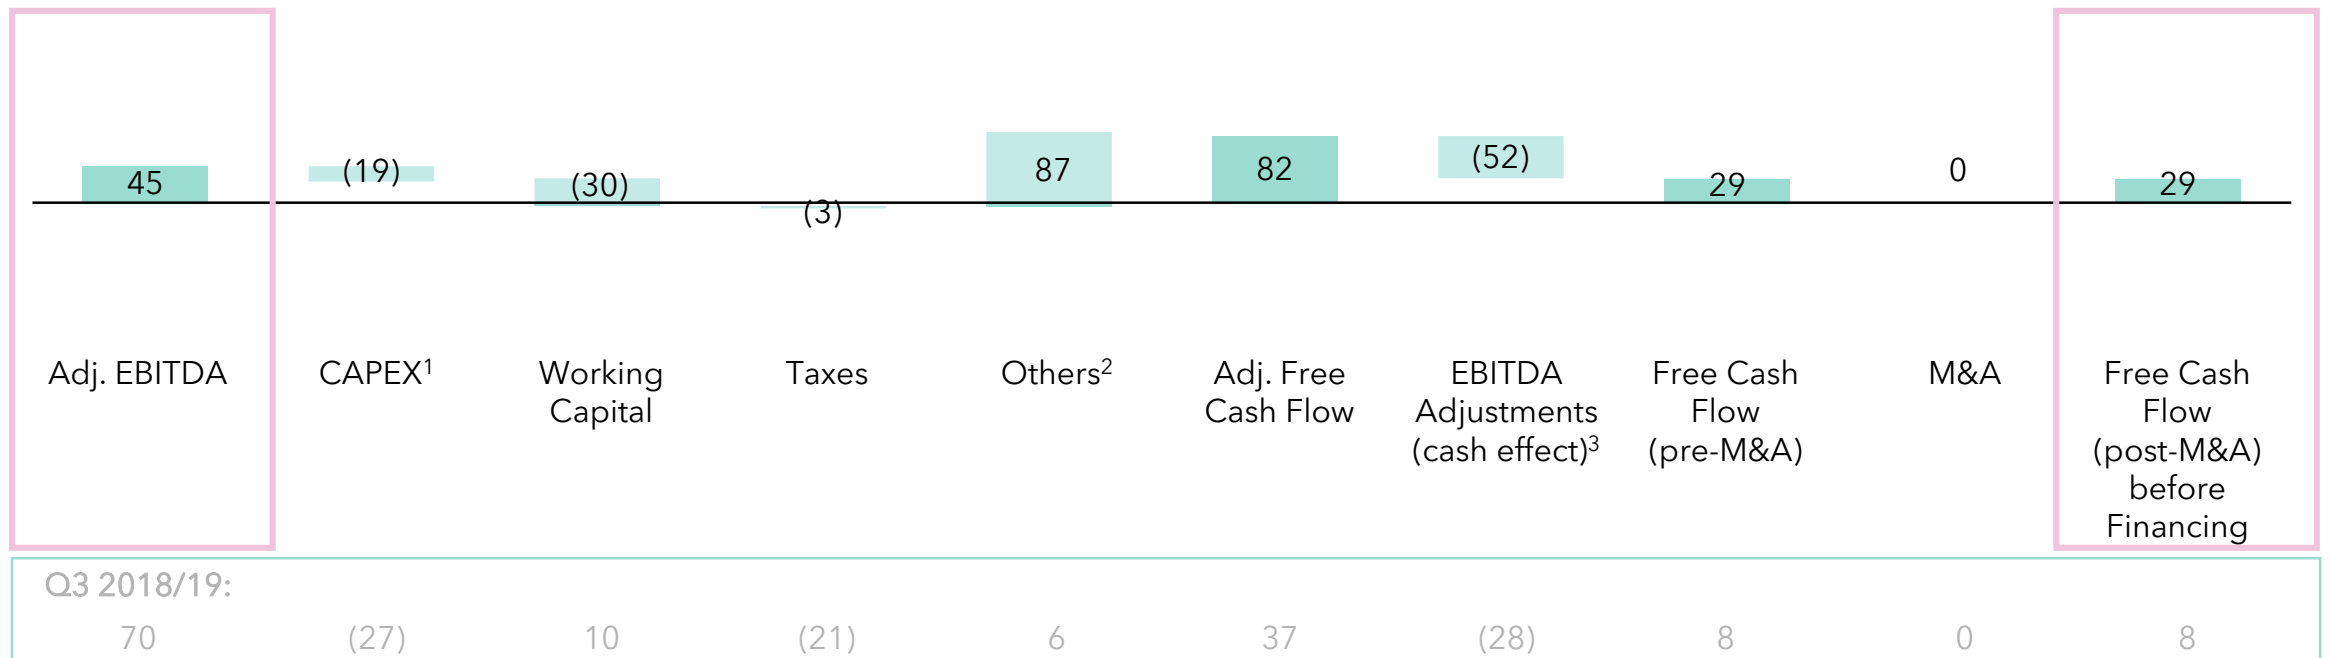 45
(19)
(30)
(3)
87
82
(52)
29
0
29
Adj. EBITDA
CAPEX¹
Working
Capital
Taxes
Others²
Adj. Free
Cash Flow
EBITDA
Adjustments
(cash effect)³
Free Cash
Flow
(pre-M&A)
M&A
Free Cash
Flow
(post-M&A)
before
Financing
Q3 2018/19:
70 (27) 10 (21) 6 37 (28) 8 0 8